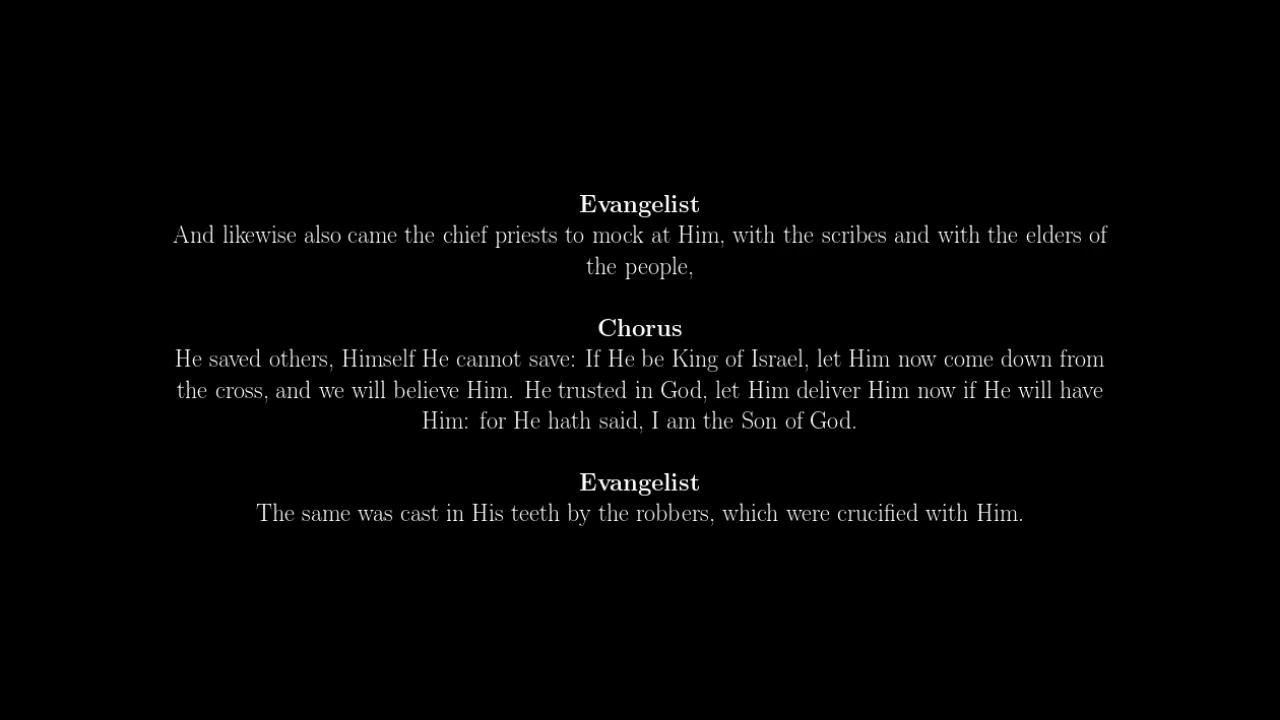 Evangelist
And likewise also came the chief priests to mock at Him, with the scribes and with the elders of
the people,
Chorus
He saved others, Himself He cannot save: If He be King of Israel, let Him now come down from
the cross, and we will believe Him. He trusted in God, let Him deliver Him now if He will have
Him: for He hath said, I am the Son of God.
Evangelist
The same was cast in His teeth by the robbers, which were crucified with Him.